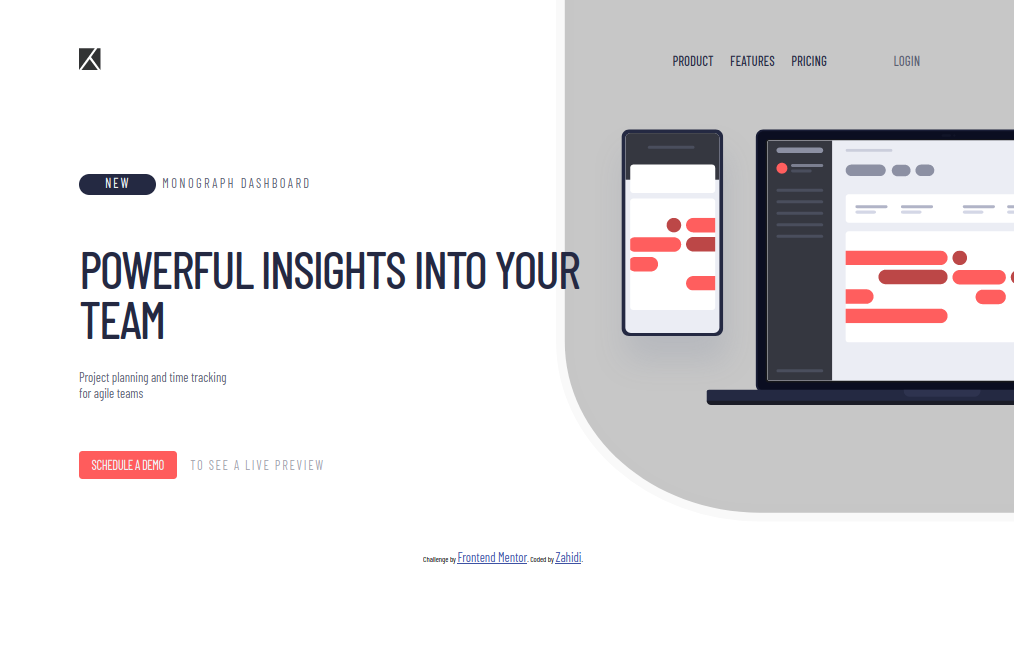 PRODUCT FEATURES PRICING LOGIN
NEW MONOGRAPH DASHBOARD
POWERFUL INSIGHTS INTO YOUR
TEAM
Project planning and time tracking
for agile teams
SCHEDULE A DEMO TO SEE A LIVE PREVIEW
Challenge by Frontend Mentor. Coded by Zahidi.